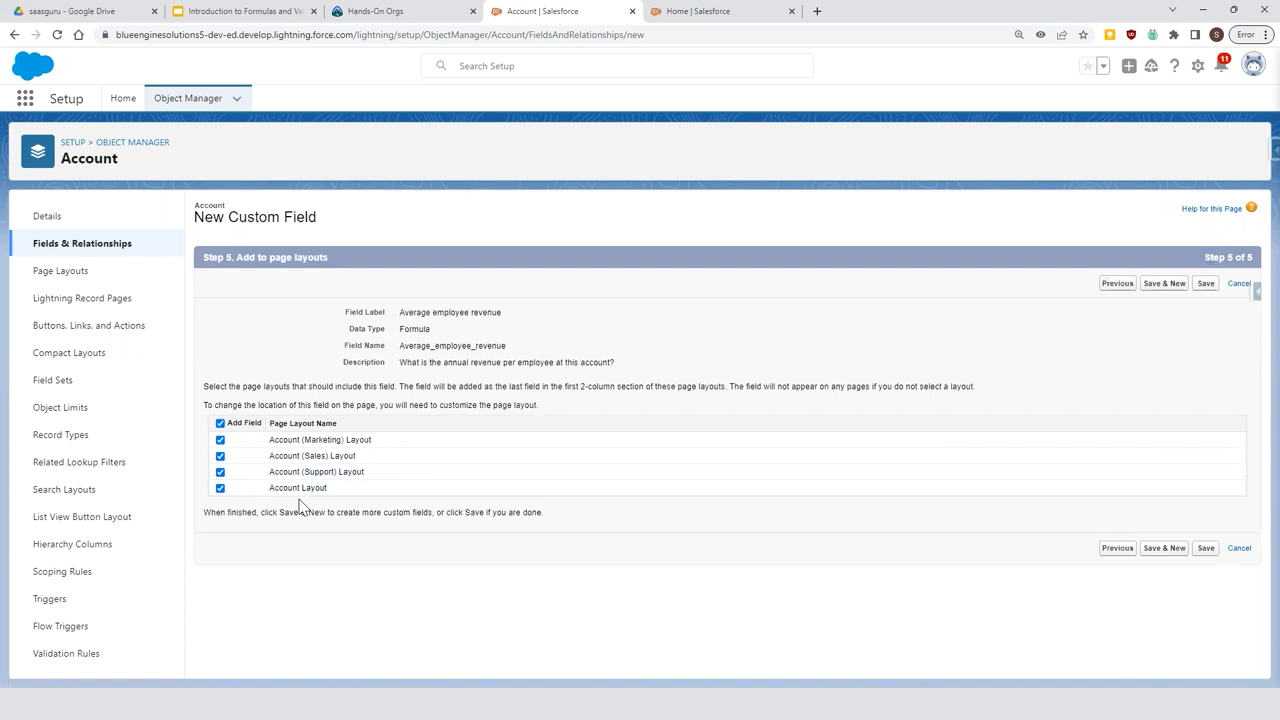 saasguru - Google Drive
Introduction to Formulas and Va
Hands-On Orgs
Account | Salesforce
Home | Salesforce
blueenginesolutions5-dev-ed.develop.lightning.force.com/lightning/setup/ObjectManager/Account/FieldsAndRelationships/new
S
Error
Search Setup
11
Setup
Home
Object Manager
SETUP > OBJECT MANAGER
Account
Details
Fields & Relationships
Page Layouts
Lightning Record Pages
Buttons, Links, and Actions
Compact Layouts
Field Sets
Object Limits
Record Types
Related Lookup Filters
Search Layouts
List View Button Layout
Hierarchy Columns
Scoping Rules
Triggers
Flow Triggers
Validation Rules
Account
New Custom Field
Help for this Page
Step 5. Add to page layouts
Step 5 of 5
Previous
Save & New
Save
Cancel
Field Label Average employee revenue
Data Type Formula
Field Name Average_employee_revenue
Description What is the annual revenue per employee at this account?
Select the page layouts that should include this field. The field will be added as the last field in the first 2-column section of these page layouts. The field will not appear on any pages if you do not select a layout.
To change the location of this field on the page, you will need to customize the page layout.
Add Field Page Layout Name
Account (Marketing) Layout
Account (Sales) Layout
Account (Support) Layout
Account Layout
When finished, click Save & New to create more custom fields, or click Save if you are done.
Previous
Save & New
Save
Cancel